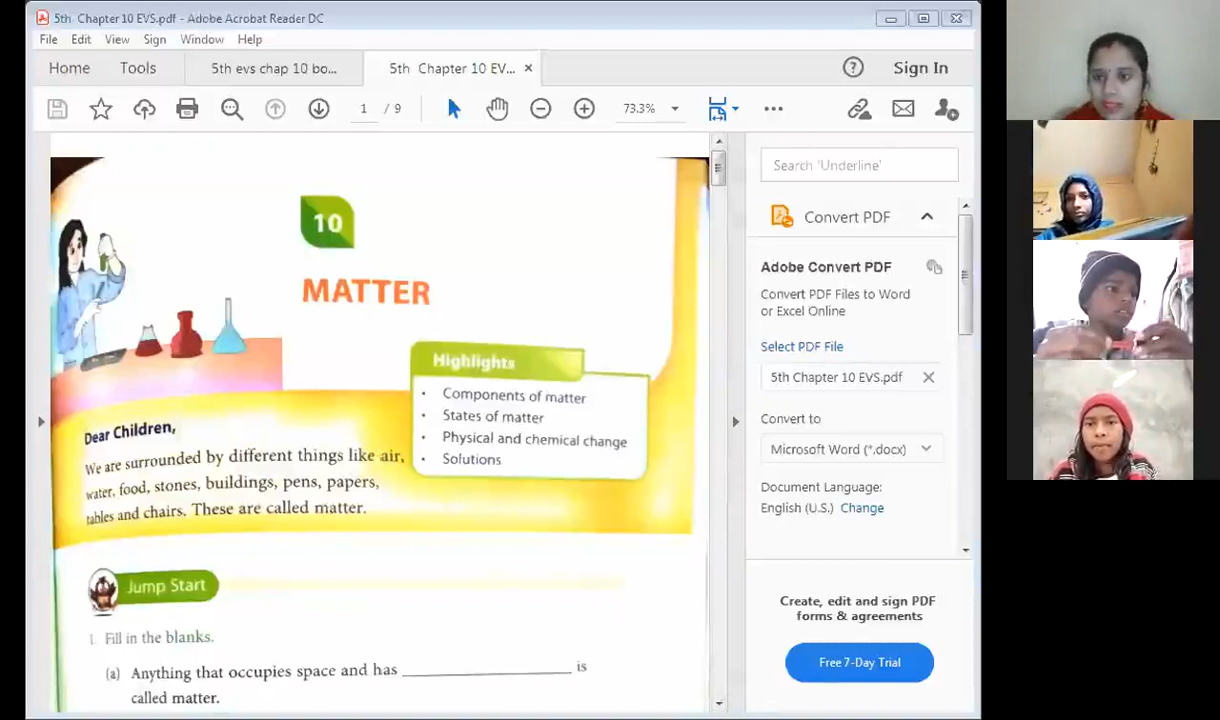 5th Chapter 10 EVS.pdf - Adobe Acrobat Reader DC
File Edit View Sign Window Help
Home Tools 5th evs chap 10 bo... 5th Chapter 10 EV... × Sign In
1 / 9 73.3%
10
MATTER
Highlights
• Components of matter
• States of matter
• Physical and chemical change
• Solutions
Dear Children,
We are surrounded by different things like air,
water, food, stones, buildings, pens, papers,
tables and chairs. These are called matter.
Jump Start
1. Fill in the blanks.
(a) Anything that occupies space and has ____________________ is
called matter.
Search 'Underline'
Convert PDF
Adobe Convert PDF
Convert PDF Files to Word
or Excel Online
Select PDF File
5th Chapter 10 EVS.pdf
Convert to
Microsoft Word (*.docx)
Document Language:
English (U.S.) Change
Create, edit and sign PDF
forms & agreements
Free 7-Day Trial